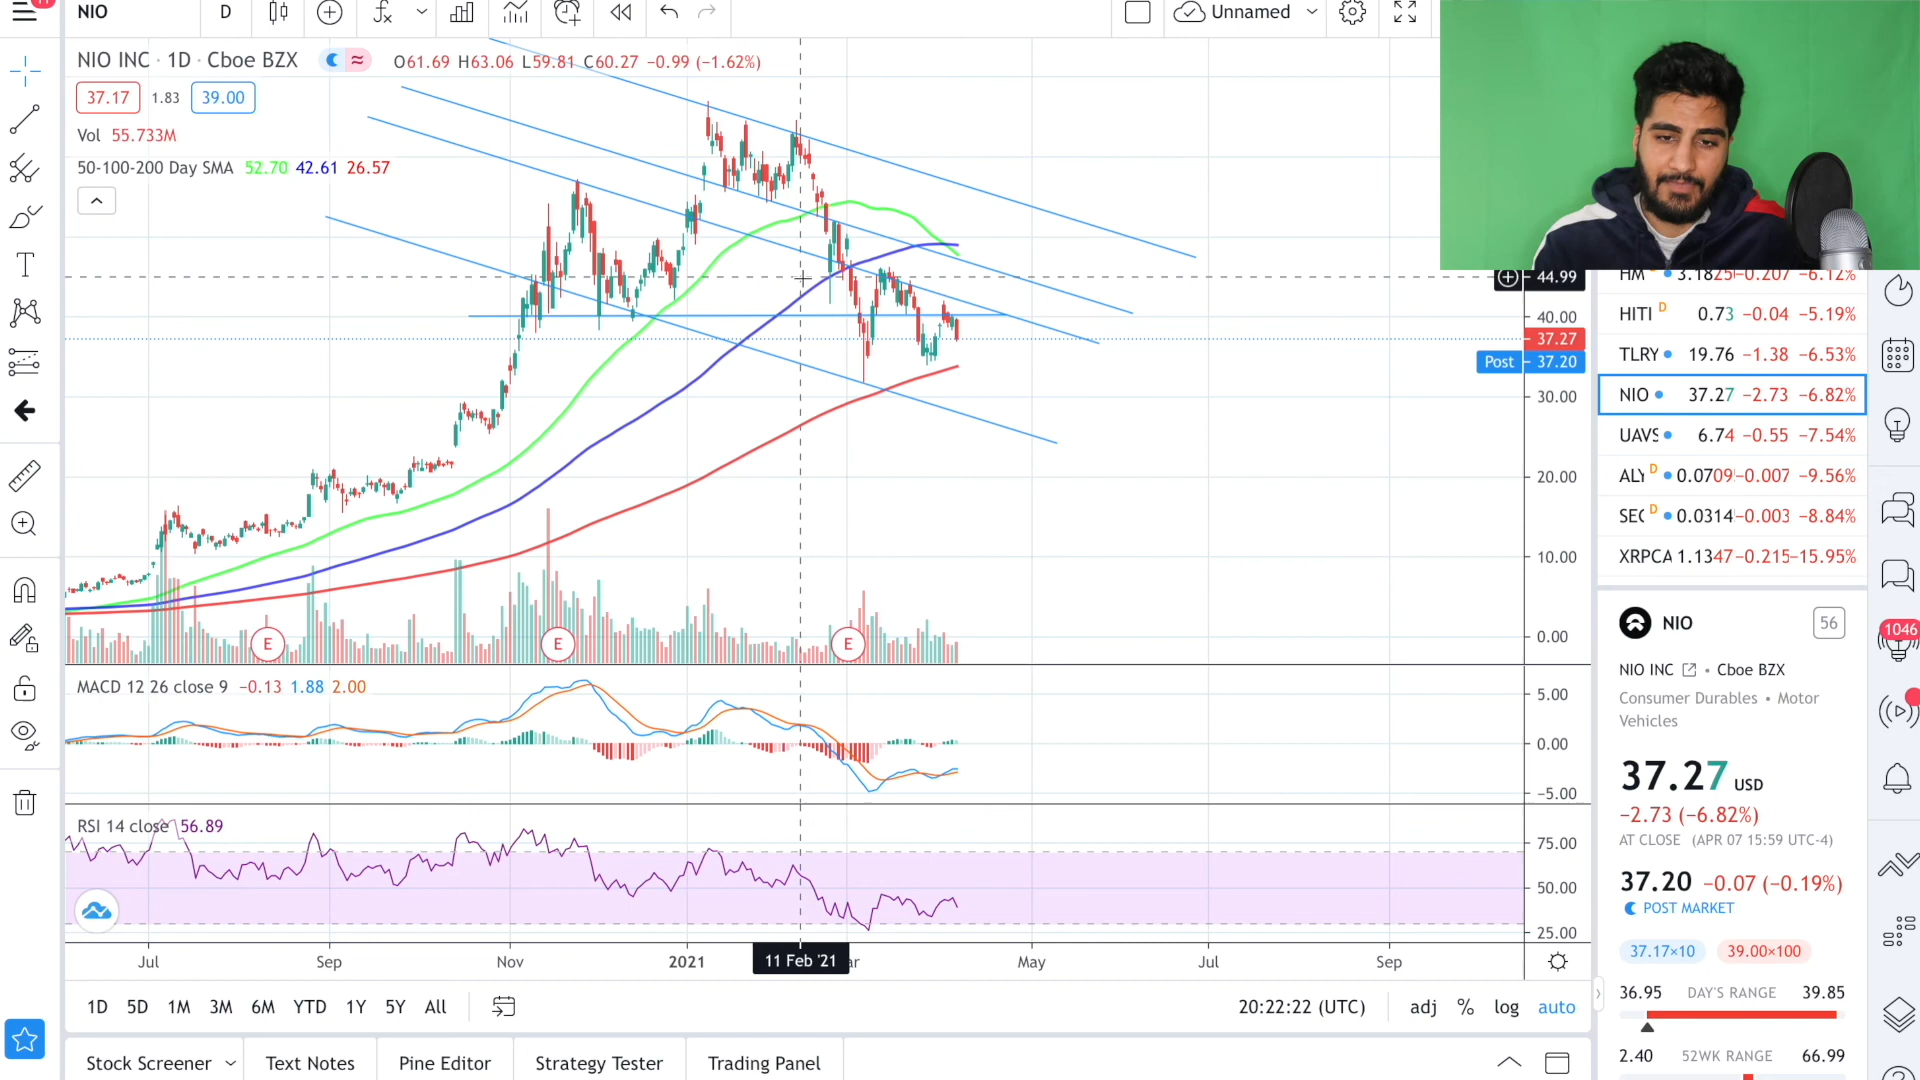 11
NIO
D
Unnamed
NIO INC · 1D · Cboe BZX
O61.69 H63.06 L59.81 C60.27 −0.99 (−1.62%)
37.17 1.83 39.00
Vol 55.733M
50-100-200 Day SMA 52.70 42.61 26.57
44.99
40.00
37.27
Post 37.20
30.00
20.00
10.00
0.00
E
E
E
MACD 12 26 close 9 −0.13 1.88 2.00
5.00
0.00
−5.00
RSI 14 close 56.89
75.00
50.00
25.00
Jul Sep Nov 2021 11 Feb '21 May Jul Sep
1D 5D 1M 3M 6M YTD 1Y 5Y All
20:22:22 (UTC) adj % log auto
Stock Screener Text Notes Pine Editor Strategy Tester Trading Panel
HM D 3.1825 −0.207 −6.12%
HITI D 0.73 −0.04 −5.19%
TLRY 19.76 −1.38 −6.53%
NIO 37.27 −2.73 −6.82%
UAVS 6.74 −0.55 −7.54%
ALY D 0.0709 −0.007 −9.56%
SEC D 0.0314 −0.003 −8.84%
XRPCA 1.1347 −0.215 −15.95%
NIO 56
NIO INC • Cboe BZX
Consumer Durables • Motor
Vehicles
37.27 USD
−2.73 (−6.82%)
AT CLOSE (APR 07 15:59 UTC-4)
37.20 −0.07 (−0.19%)
POST MARKET
37.17×10 39.00×100
36.95 DAY'S RANGE 39.85
2.40 52WK RANGE 66.99
1046